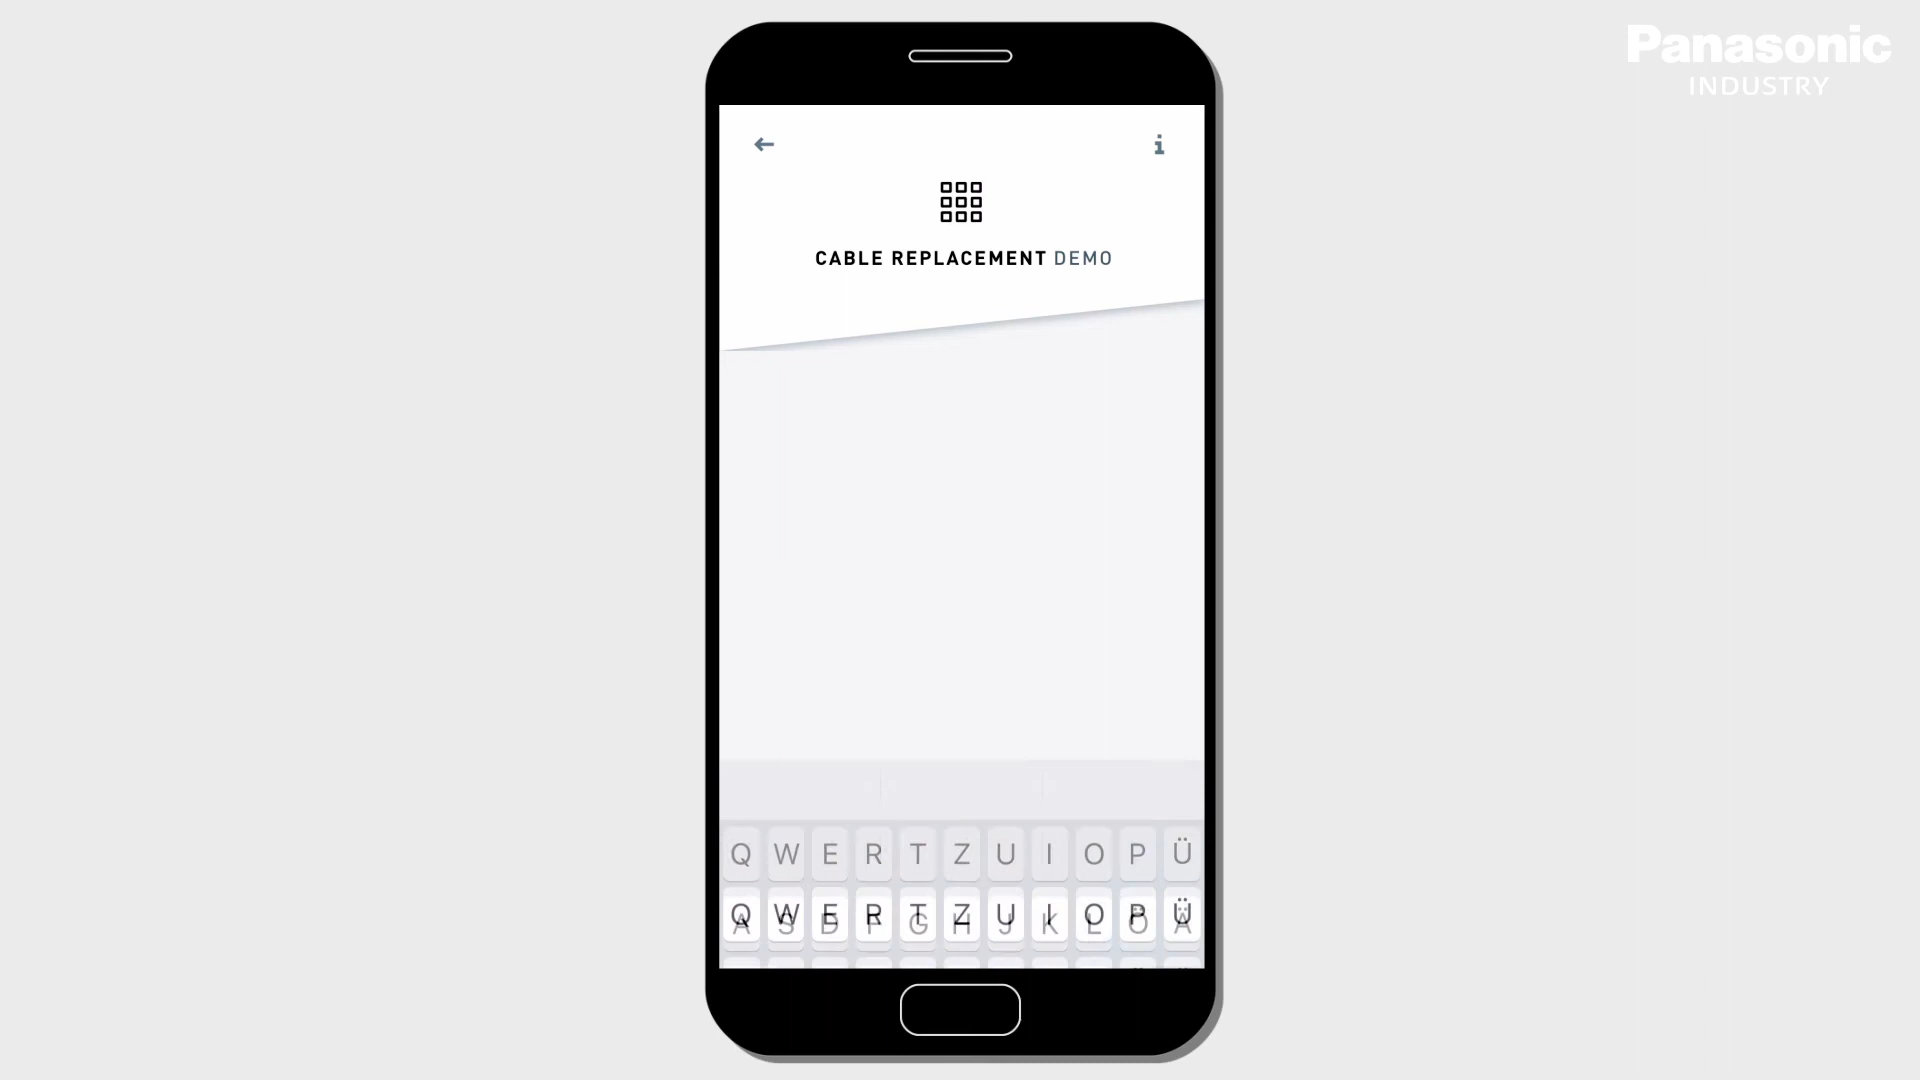 Panasonic
INDUSTRY
i
CABLE REPLACEMENT DEMO
Q W E R T Z U I O P Ü
Q W E R T Z U I O P Ü
A S D F G H J K L Ö Ä